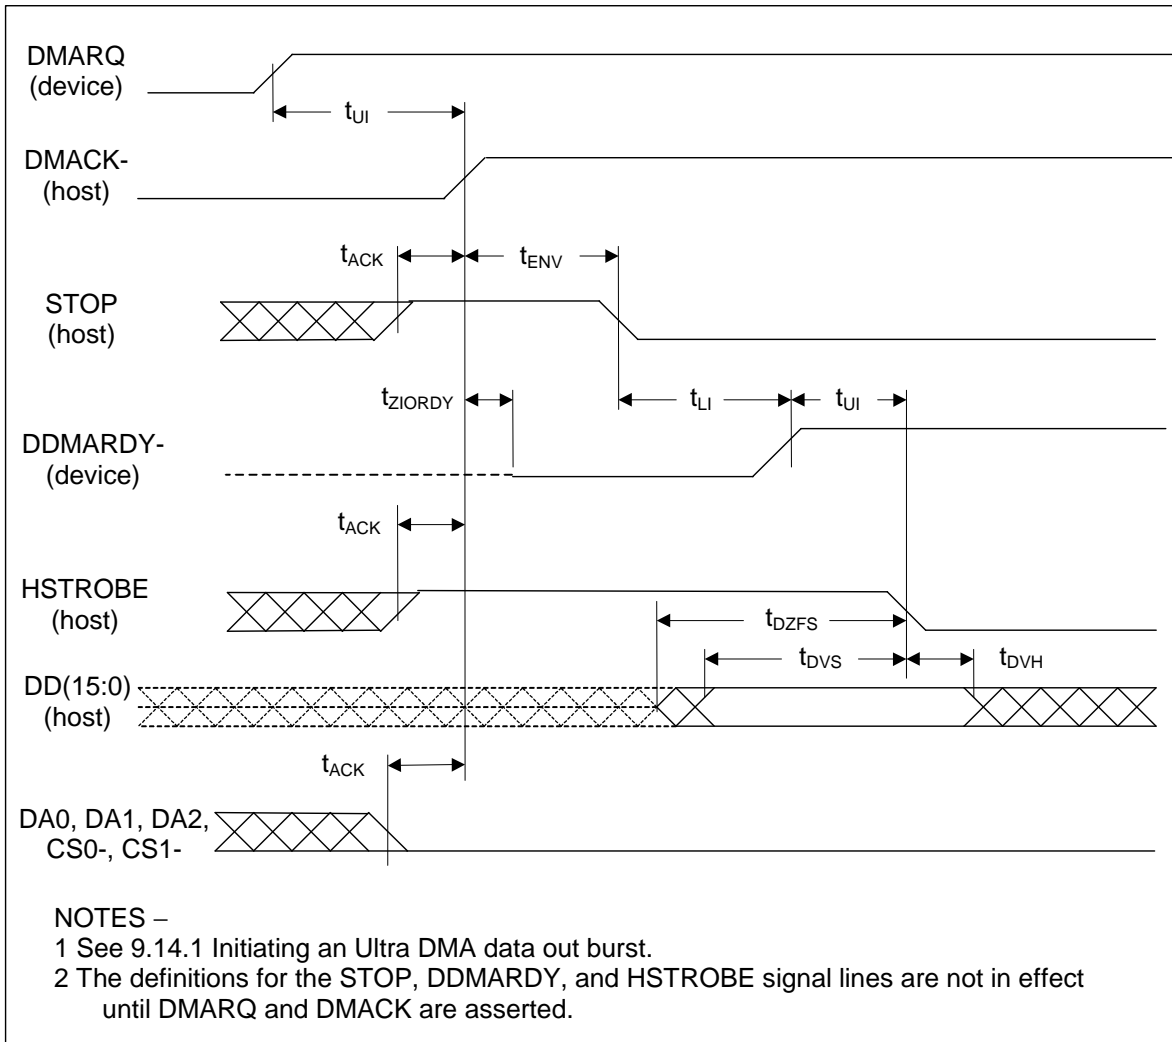 DMARQ
(device)
tUI
DMACK-
(host)
tACK
tENV
STOP
(host)
tZIORDY
tLI
tUI
DDMARDY-
(device)
tACK
HSTROBE
(host)
tDZFS
tDVS
tDVH
DD(15:0)
(host)
tACK
DA0, DA1, DA2,
CS0-, CS1-
NOTES –
1 See 9.14.1 Initiating an Ultra DMA data out burst.
2 The definitions for the STOP, DDMARDY, and HSTROBE signal lines are not in effect
until DMARQ and DMACK are asserted.